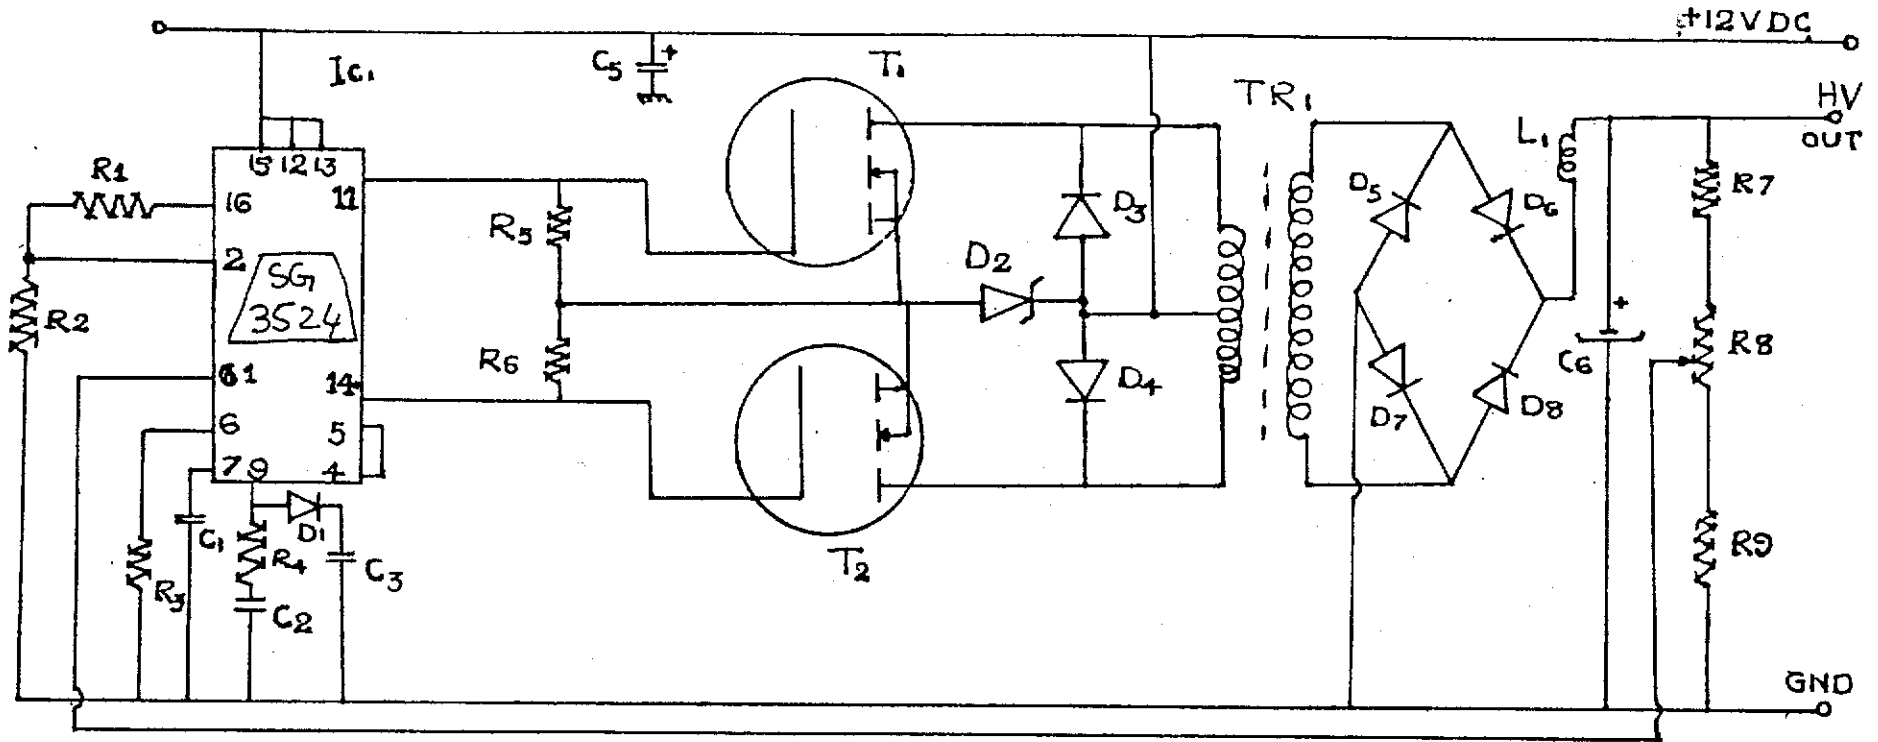 +12VDC
Ic1
C5
+
T1
TR1
HV
OUT
L1
15 12 13
R1
16
11
R5
D3
D5
D6
R7
2
SG
3524
D2
R2
R6
D4
+
C6
R8
1
14
D7
D8
6
5
7
9
4
C1
D1
R4
C3
T2
R9
R3
C2
GND